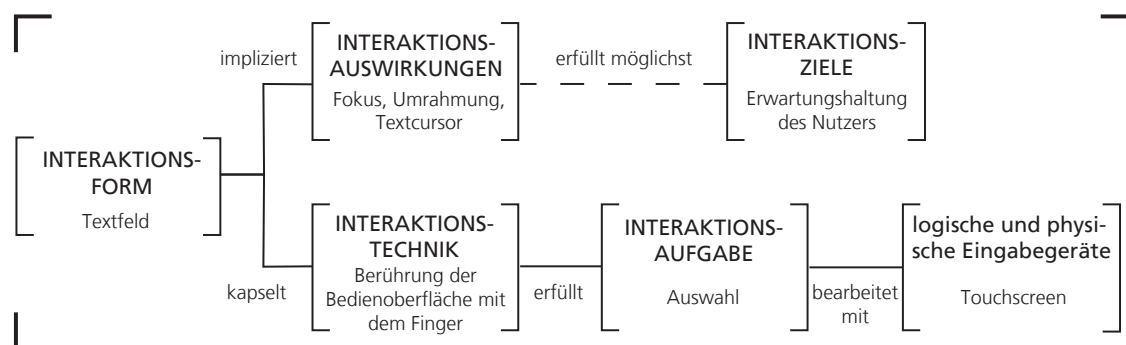 impliziert
INTERAKTIONS-
AUSWIRKUNGEN
Fokus, Umrahmung,
Textcursor
erfüllt möglichst
INTERAKTIONS-
ZIELE
Erwartungshaltung
des Nutzers
INTERAKTIONS-
FORM
Textfeld
kapselt
INTERAKTIONS-
TECHNIK
Berührung der
Bedienoberfläche mit
dem Finger
erfüllt
INTERAKTIONS-
AUFGABE
Auswahl
bearbeitet
mit
logische und physi-
sche Eingabegeräte
Touchscreen